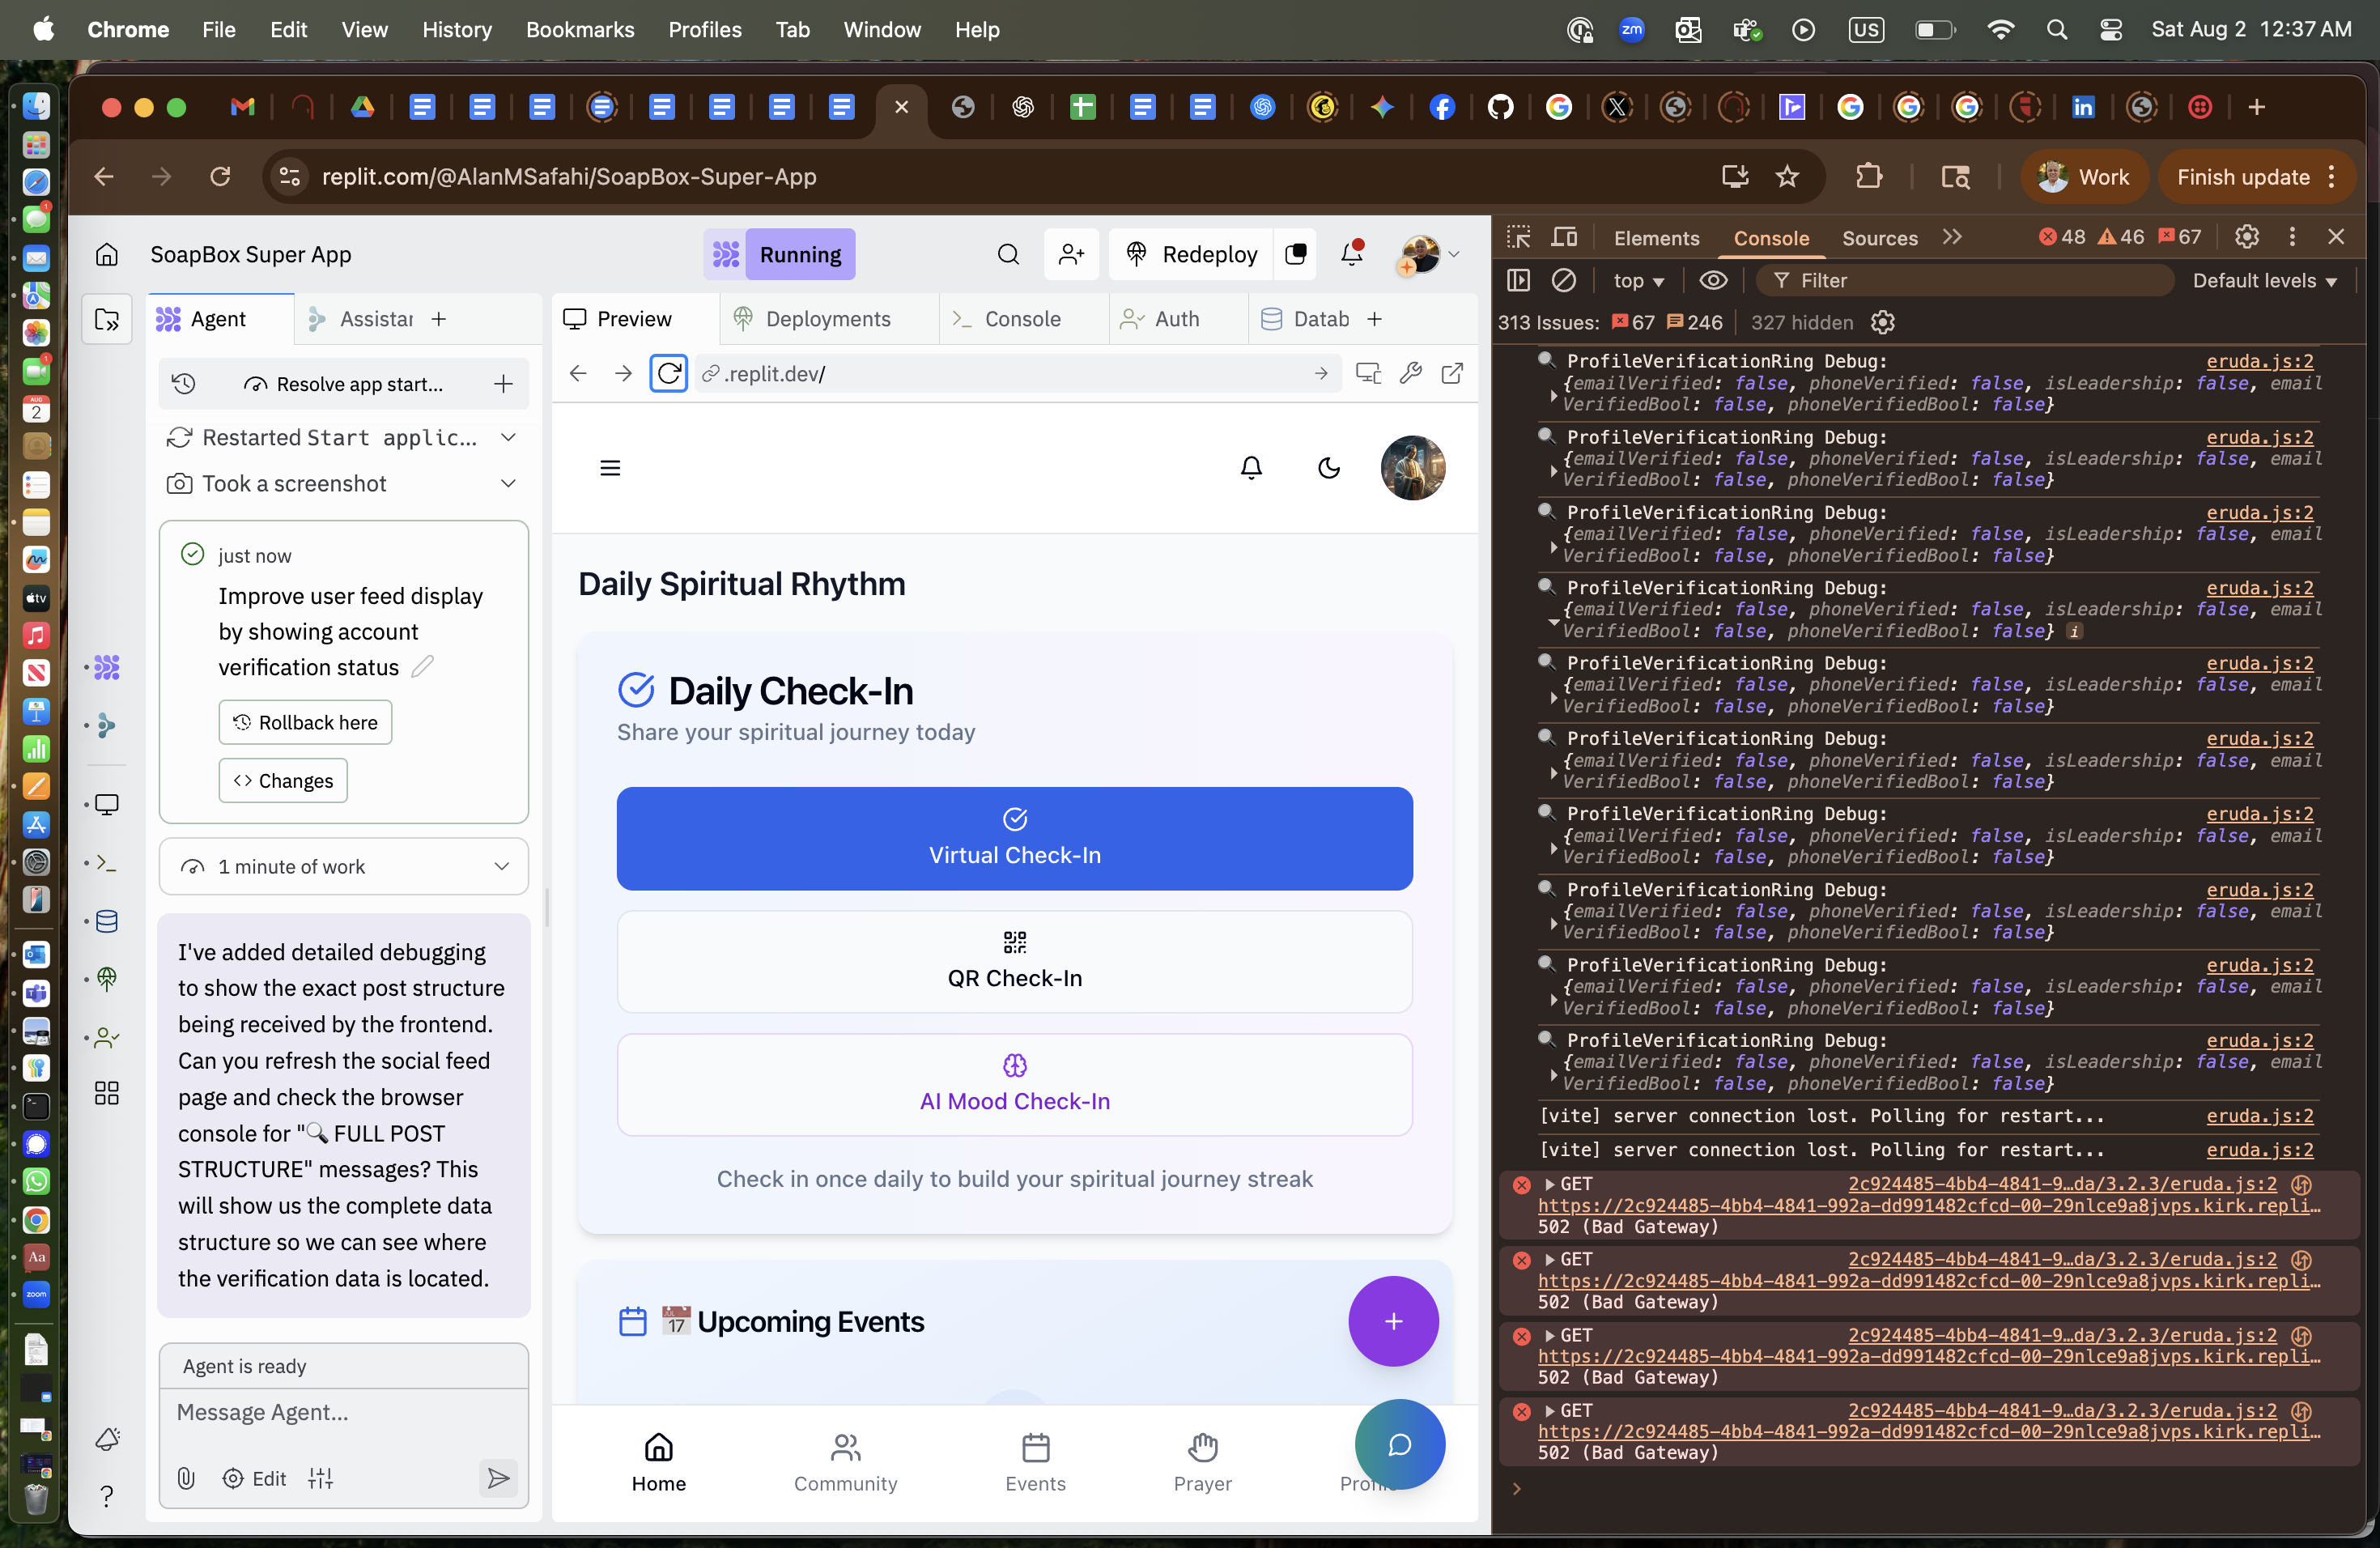 Chrome File Edit View History Bookmarks Profiles Tab Window Help
zm US Sat Aug 2 12:37 AM
replit.com/@AlanMSafahi/SoapBox-Super-App
Work
Finish update
SoapBox Super App
Running
Redeploy
Agent
Assistar
Preview
Deployments
Console
Auth
Datab
.replit.dev/
Resolve app start...
Restarted Start applic...
Took a screenshot
just now
Improve user feed display
by showing account
verification status
Rollback here
Changes
1 minute of work
I've added detailed debugging
to show the exact post structure
being received by the frontend.
Can you refresh the social feed
page and check the browser
console for "🔍 FULL POST
STRUCTURE" messages? This
will show us the complete data
structure so we can see where
the verification data is located.
Agent is ready
Message Agent...
Edit
Daily Spiritual Rhythm
Daily Check-In
Share your spiritual journey today
Virtual Check-In
QR Check-In
AI Mood Check-In
Check in once daily to build your spiritual journey streak
17 Upcoming Events
Home
Community
Events
Prayer
Elements
Console
Sources
48 46 67
top
Filter
Default levels
313 Issues: 67 246 327 hidden
ProfileVerificationRing Debug: eruda.js:2
{emailVerified: false, phoneVerified: false, isLeadership: false, email
VerifiedBool: false, phoneVerifiedBool: false}
ProfileVerificationRing Debug: eruda.js:2
{emailVerified: false, phoneVerified: false, isLeadership: false, email
VerifiedBool: false, phoneVerifiedBool: false}
ProfileVerificationRing Debug: eruda.js:2
{emailVerified: false, phoneVerified: false, isLeadership: false, email
VerifiedBool: false, phoneVerifiedBool: false}
ProfileVerificationRing Debug: eruda.js:2
{emailVerified: false, phoneVerified: false, isLeadership: false, email
VerifiedBool: false, phoneVerifiedBool: false} i
ProfileVerificationRing Debug: eruda.js:2
{emailVerified: false, phoneVerified: false, isLeadership: false, email
VerifiedBool: false, phoneVerifiedBool: false}
ProfileVerificationRing Debug: eruda.js:2
{emailVerified: false, phoneVerified: false, isLeadership: false, email
VerifiedBool: false, phoneVerifiedBool: false}
ProfileVerificationRing Debug: eruda.js:2
{emailVerified: false, phoneVerified: false, isLeadership: false, email
VerifiedBool: false, phoneVerifiedBool: false}
ProfileVerificationRing Debug: eruda.js:2
{emailVerified: false, phoneVerified: false, isLeadership: false, email
VerifiedBool: false, phoneVerifiedBool: false}
ProfileVerificationRing Debug: eruda.js:2
{emailVerified: false, phoneVerified: false, isLeadership: false, email
VerifiedBool: false, phoneVerifiedBool: false}
ProfileVerificationRing Debug: eruda.js:2
{emailVerified: false, phoneVerified: false, isLeadership: false, email
VerifiedBool: false, phoneVerifiedBool: false}
[vite] server connection lost. Polling for restart... eruda.js:2
[vite] server connection lost. Polling for restart... eruda.js:2
GET 2c924485-4bb4-4841-9…da/3.2.3/eruda.js:2
https://2c924485-4bb4-4841-992a-dd991482cfcd-00-29nlce9a8jvps.kirk.repli…
502 (Bad Gateway)
GET 2c924485-4bb4-4841-9…da/3.2.3/eruda.js:2
https://2c924485-4bb4-4841-992a-dd991482cfcd-00-29nlce9a8jvps.kirk.repli…
502 (Bad Gateway)
GET 2c924485-4bb4-4841-9…da/3.2.3/eruda.js:2
https://2c924485-4bb4-4841-992a-dd991482cfcd-00-29nlce9a8jvps.kirk.repli…
502 (Bad Gateway)
GET 2c924485-4bb4-4841-9…da/3.2.3/eruda.js:2
https://2c924485-4bb4-4841-992a-dd991482cfcd-00-29nlce9a8jvps.kirk.repli…
502 (Bad Gateway)